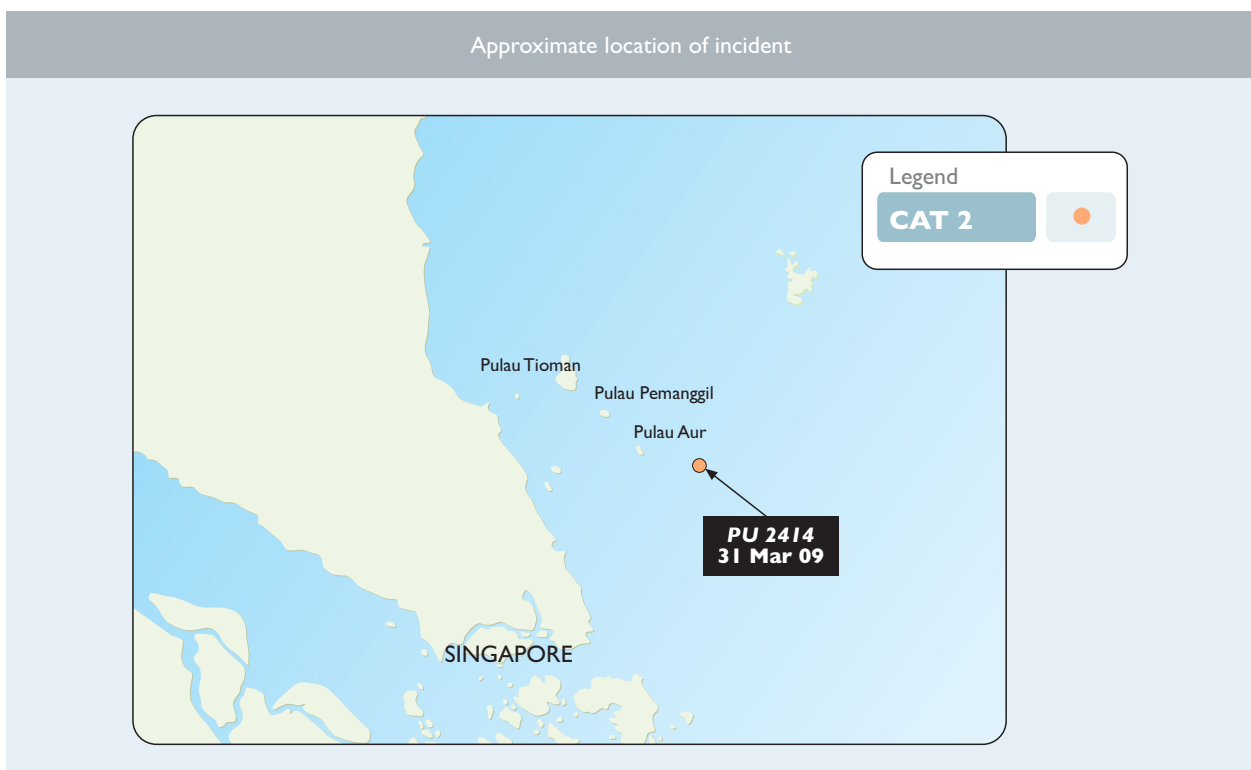 Approximate location of incident
Legend
CAT 2
Pulau Tioman
Pulau Pemanggil
Pulau Aur
PU 2414
31 Mar 09
SINGAPORE